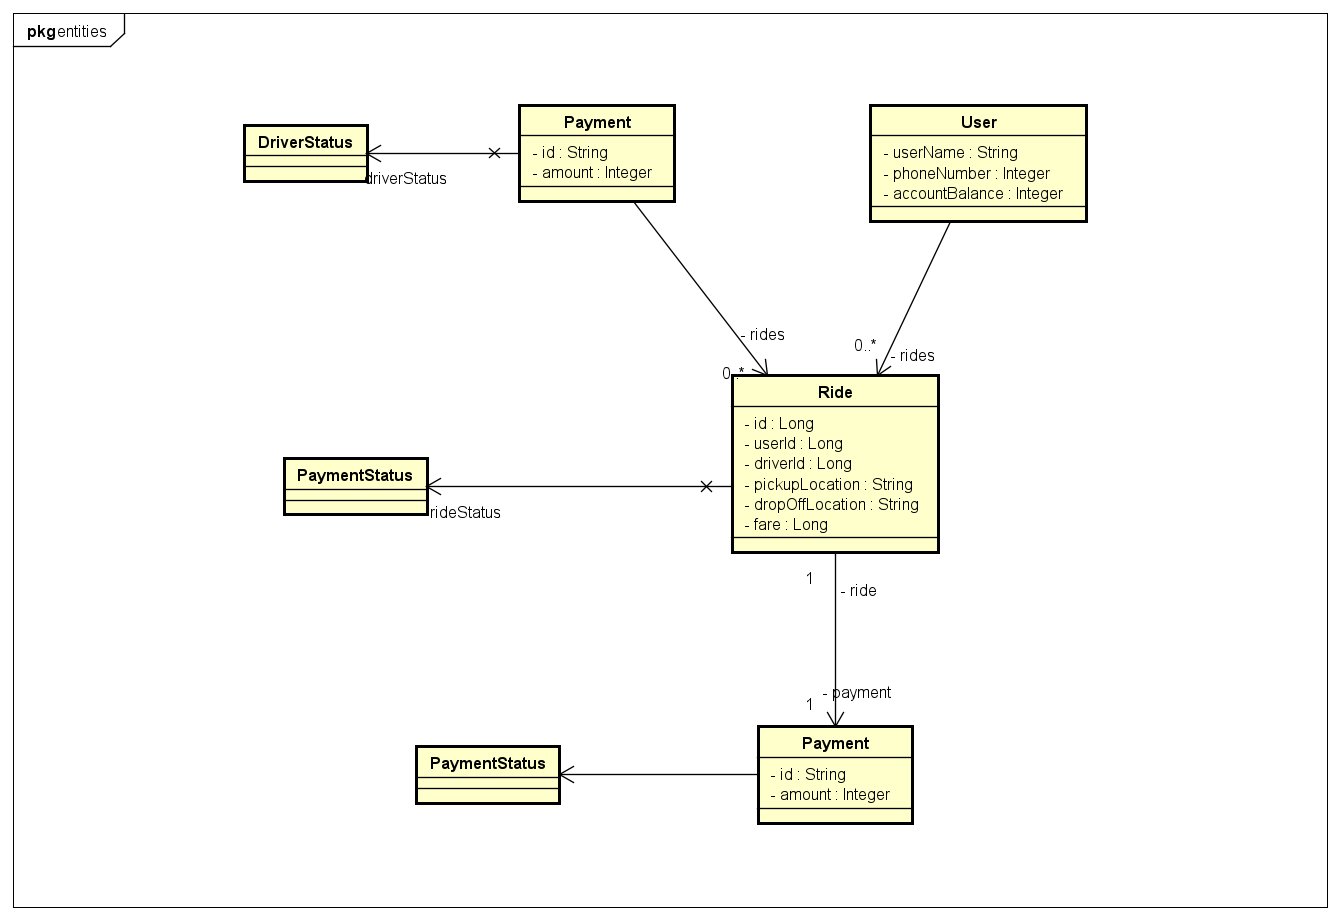 pkg entities
DriverStatus
driverStatus
Payment
- id : String
- amount : Integer
User
- userName : String
- phoneNumber : Integer
- accountBalance : Integer
- rides
0..*
0..*
- rides
Ride
- id : Long
- userId : Long
- driverId : Long
- pickupLocation : String
- dropOffLocation : String
- fare : Long
PaymentStatus
rideStatus
1
- ride
- payment
1
Payment
- id : String
- amount : Integer
PaymentStatus